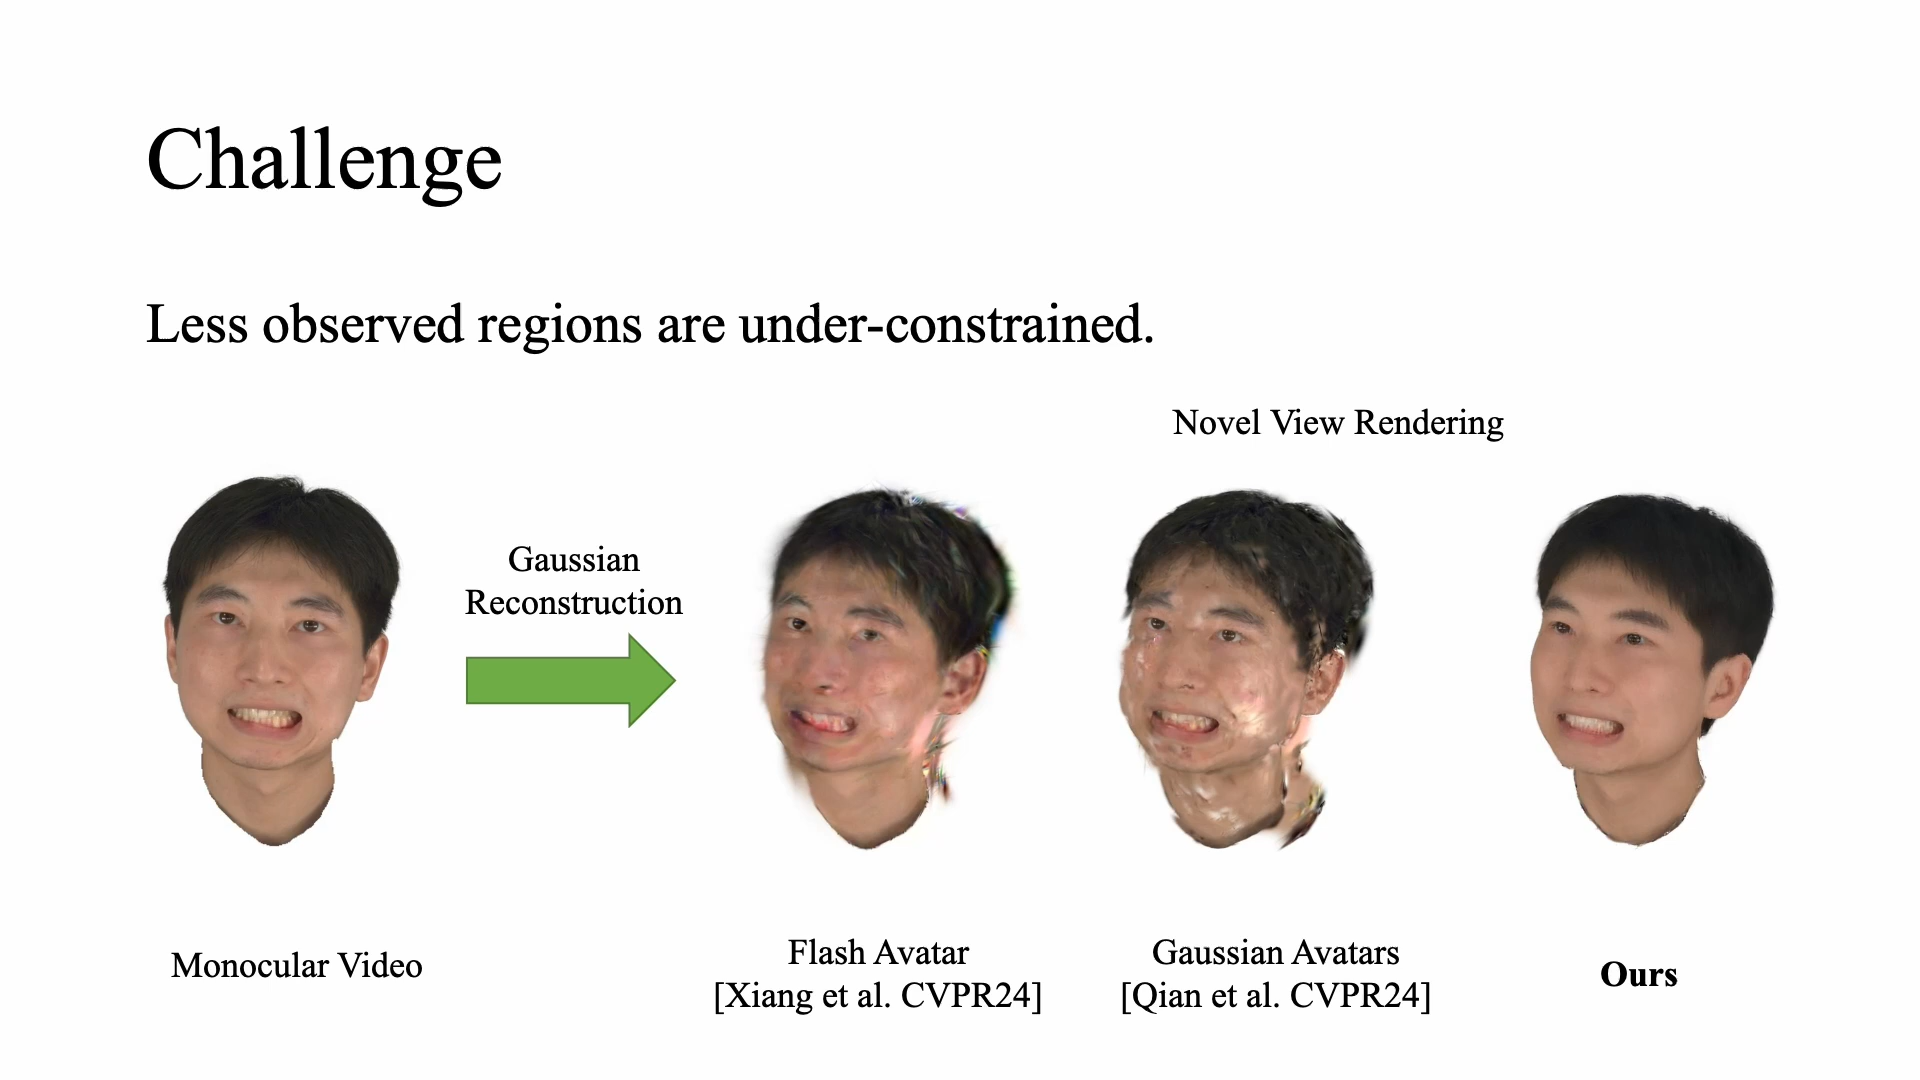 Challenge
Less observed regions are under-constrained.
Novel View Rendering
Gaussian
Reconstruction
Monocular Video
Flash Avatar
[Xiang et al. CVPR24]
Gaussian Avatars
[Qian et al. CVPR24]
Ours